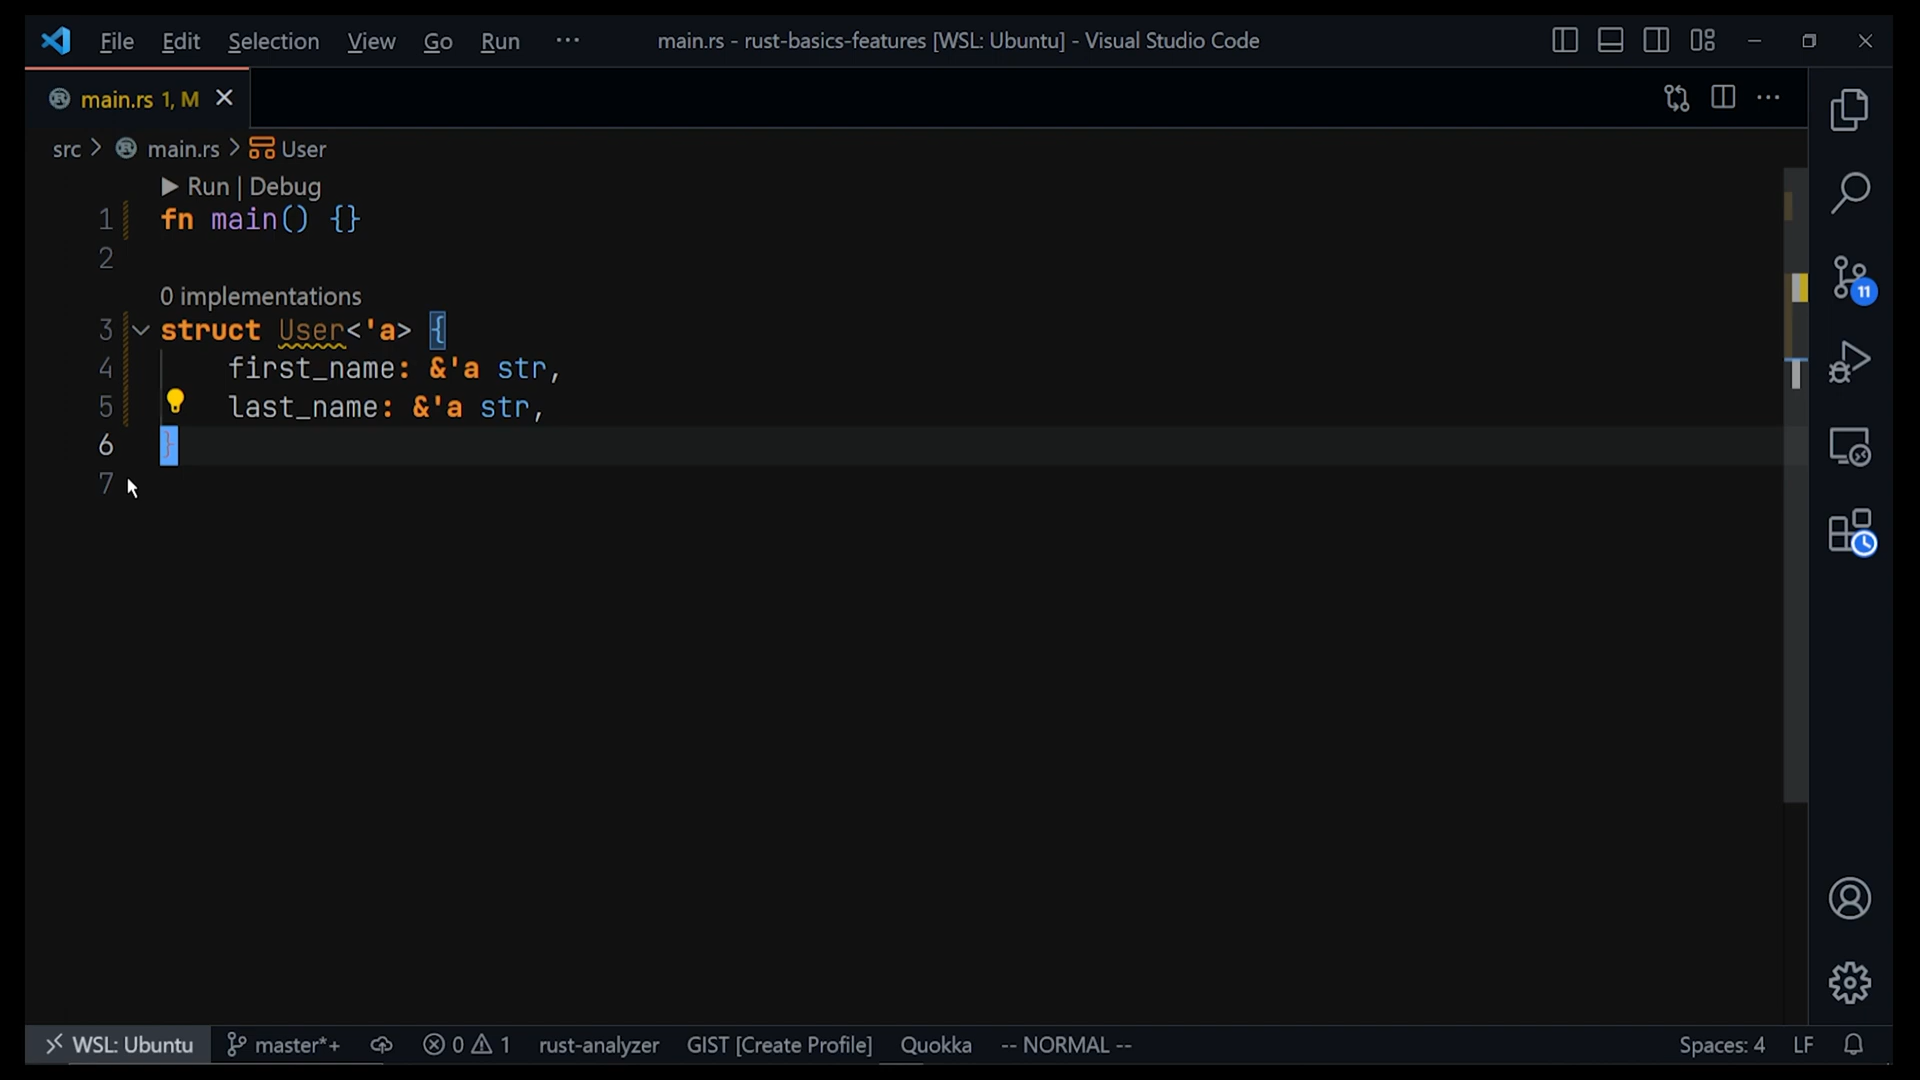 File Edit Selection View Go Run ··· main.rs - rust-basics-features [WSL: Ubuntu] - Visual Studio Code
main.rs 1, M
src > main.rs > User
Run | Debug
1 fn main() {}
2
0 implementations
3 struct User<'a> {
4 first_name: &'a str,
5 last_name: &'a str,
6 }
7
11
WSL: Ubuntu master*+ 0 1 rust-analyzer GIST [Create Profile] Quokka -- NORMAL -- Spaces: 4 LF